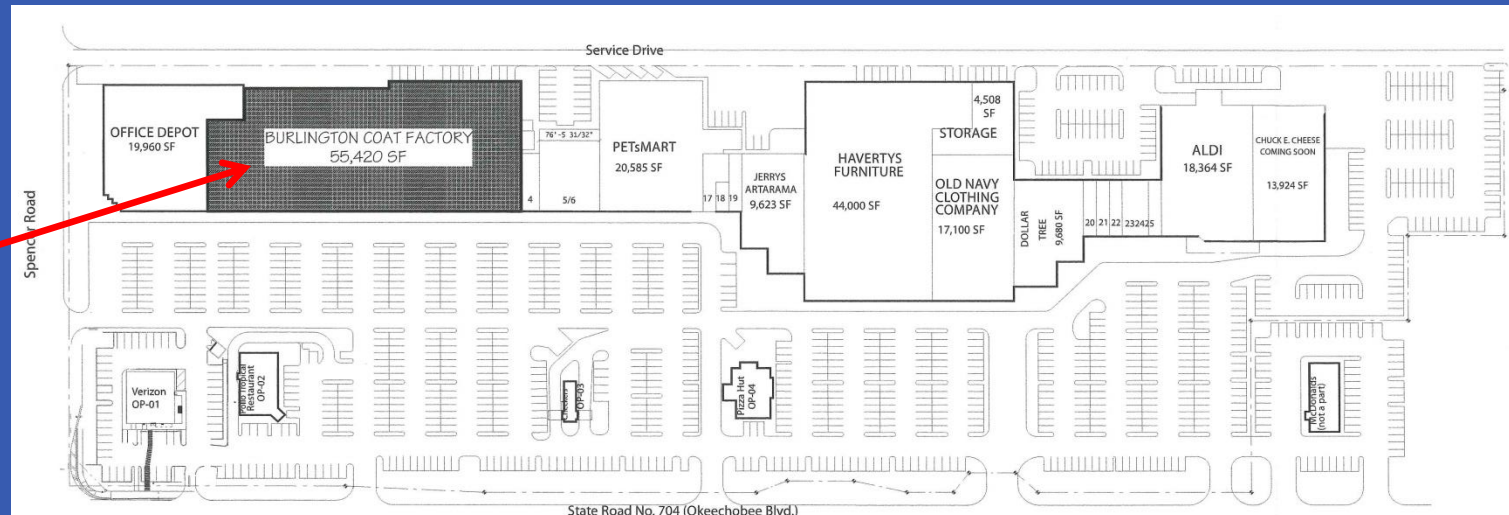 Service Drive
OFFICE DEPOT
19,960 SF
BURLINGTON COAT FACTORY
55,420 SF
76'-5 31/32"
4
5/6
PETsMART
20,585 SF
17 18 19
JERRYS
ARTARAMA
9,623 SF
HAVERTYS
FURNITURE
44,000 SF
4,508
SF
STORAGE
OLD NAVY
CLOTHING
COMPANY
17,100 SF
DOLLAR
TREE
9,680 SF
20 21 22 232425
ALDI
18,364 SF
CHUCK E. CHEESE
COMING SOON
13,924 SF
Spencer Road
Verizon
OP-01
Pollo Tropical
Restaurant
OP-02
Checkers
OP-03
Pizza Hut
OP-04
McDonalds
(not a part)
State Road No. 704 (Okeechobee Blvd.)